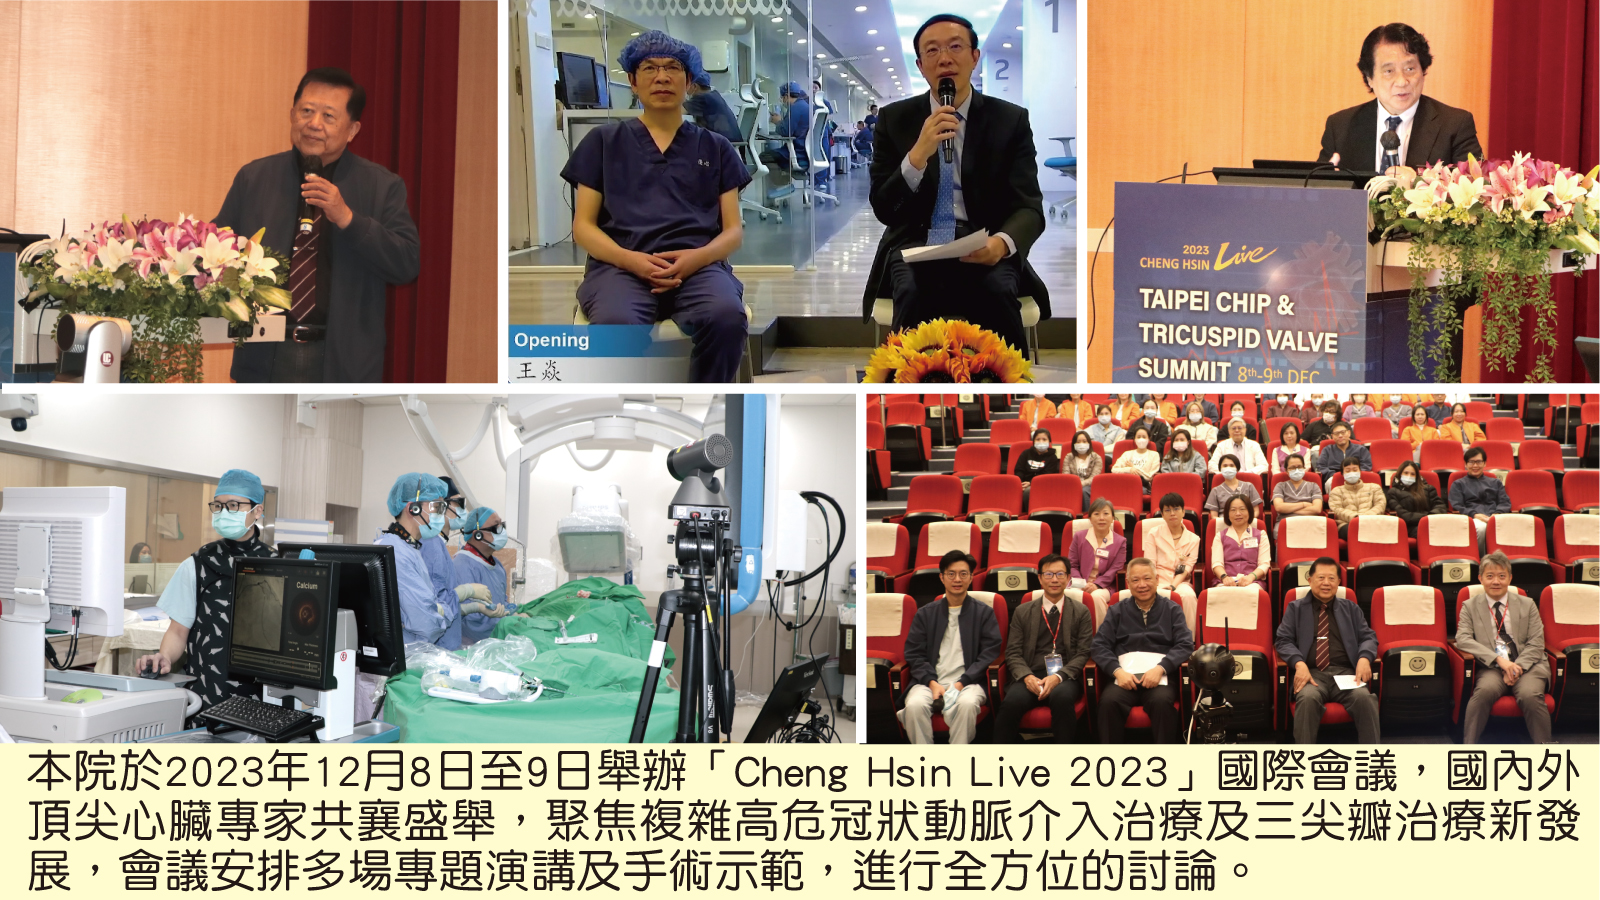 1
2
Opening
王焱
2023
CHENG HSIN Live
TAIPEI CHIP &
TRICUSPID VALVE
SUMMIT 8th-9th DEC
Calcium
本院於2023年12月8日至9日舉辦「Cheng Hsin Live 2023」國際會議，國內外
頂尖心臟專家共襄盛舉，聚焦複雜高危冠狀動脈介入治療及三尖瓣治療新發
展，會議安排多場專題演講及手術示範，進行全方位的討論。